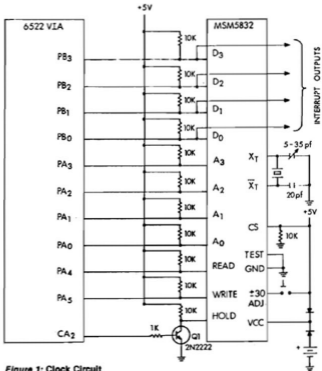 +5V
6522 VIA
MSM5832
10K
PB3
D3
10K
PB2
D2
10K
PB1
D1
10K
PB0
D0
INTERRUPT OUTPUTS
10K
PA3
A3
XT
5-35pf
10K
PA2
A2
XT
20pf
10K
PA1
A1
+5V
10K
PA0
A0
CS
10K
10K
PA4
READ
TEST
GND
10K
PA5
WRITE
±30
ADJ
10K
HOLD
VCC
CA2
1K
Q1
2N2222
+
Figure 1: Clock Circuit